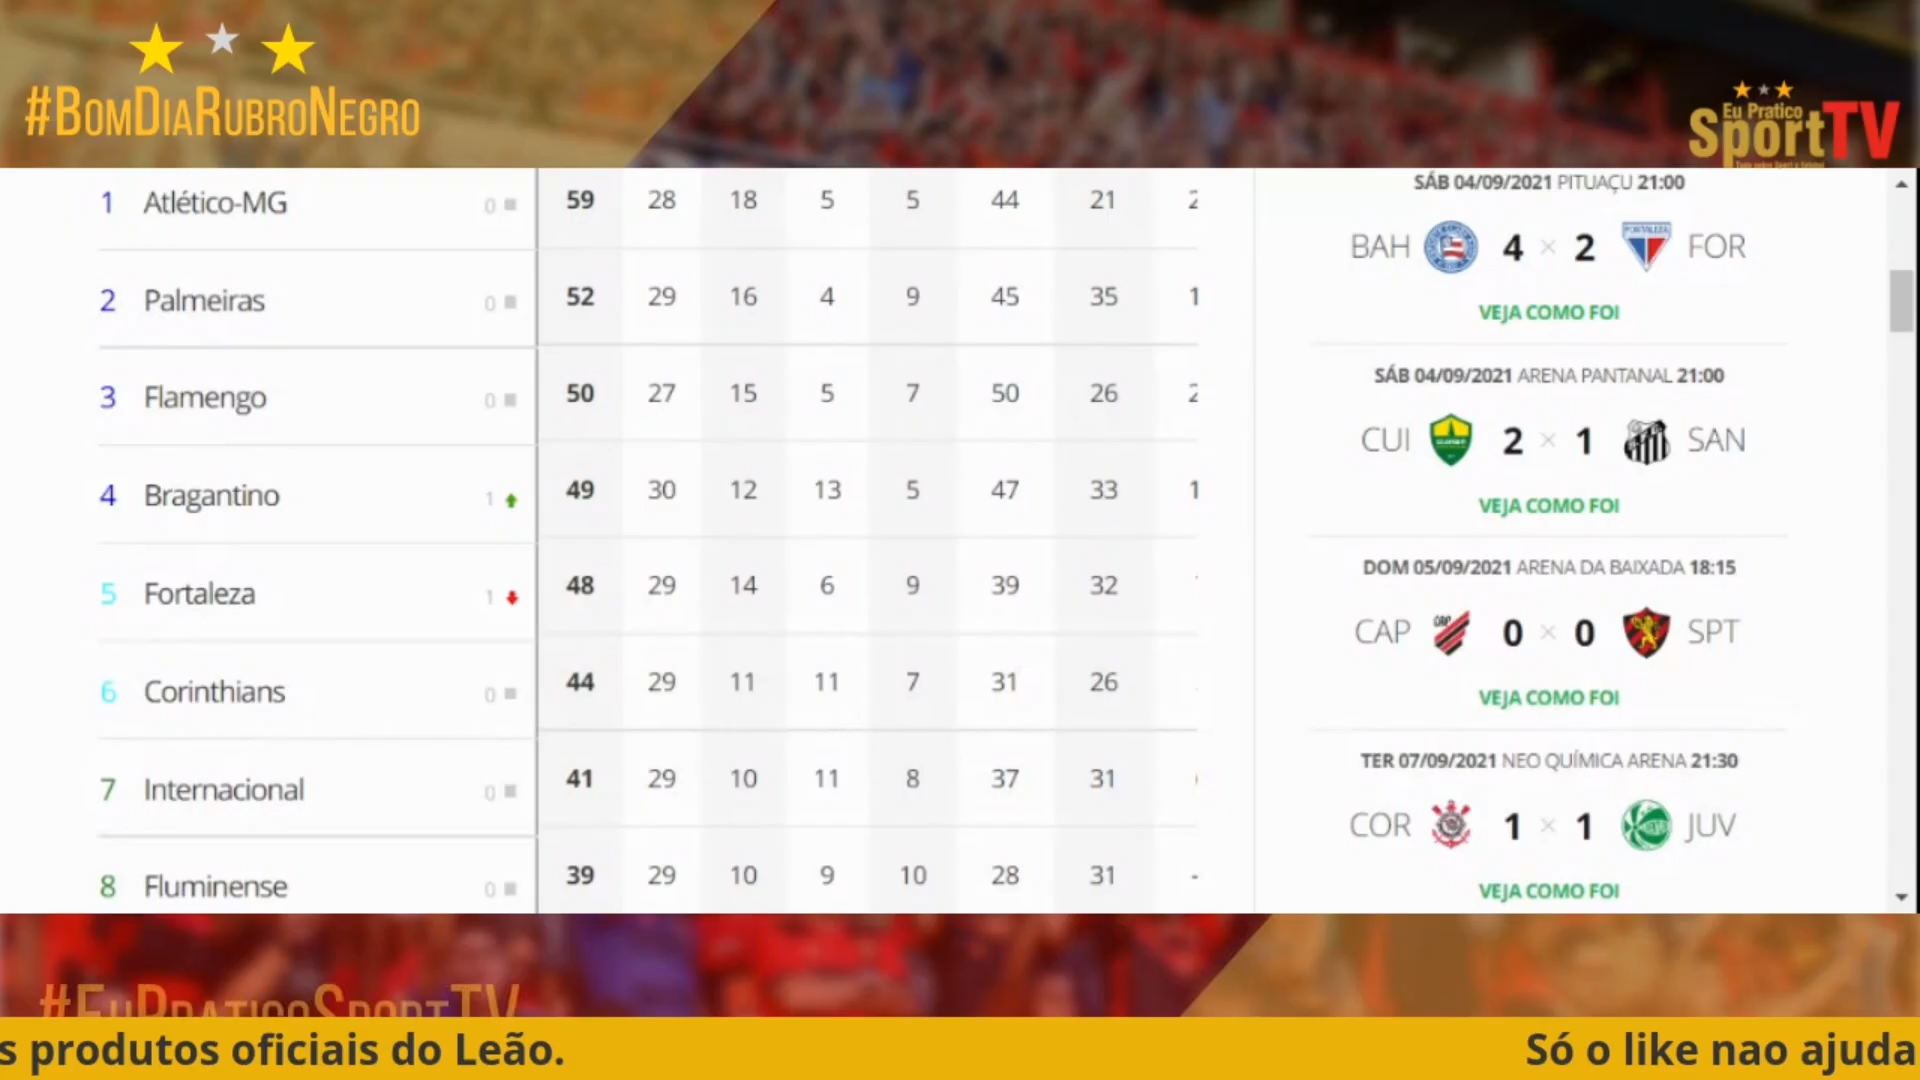 #BomDiaRubroNegro
Eu Pratico
SportTV
1 Atlético-MG 0 59 28 18 5 5 44 21 2
2 Palmeiras 0 52 29 16 4 9 45 35 1
3 Flamengo 0 50 27 15 5 7 50 26 2
4 Bragantino 1 49 30 12 13 5 47 33 1
5 Fortaleza 1 48 29 14 6 9 39 32
6 Corinthians 0 44 29 11 11 7 31 26
7 Internacional 0 41 29 10 11 8 37 31
8 Fluminense 0 39 29 10 9 10 28 31 -
SÁB 04/09/2021 PITUAÇU 21:00
BAH 4 × 2 FOR
VEJA COMO FOI
SÁB 04/09/2021 ARENA PANTANAL 21:00
CUI 2 × 1 SAN
VEJA COMO FOI
DOM 05/09/2021 ARENA DA BAIXADA 18:15
CAP 0 × 0 SPT
VEJA COMO FOI
TER 07/09/2021 NEO QUÍMICA ARENA 21:30
COR 1 × 1 JUV
VEJA COMO FOI
#EuPraticoSportTV
s produtos oficiais do Leão.
Só o like nao ajuda